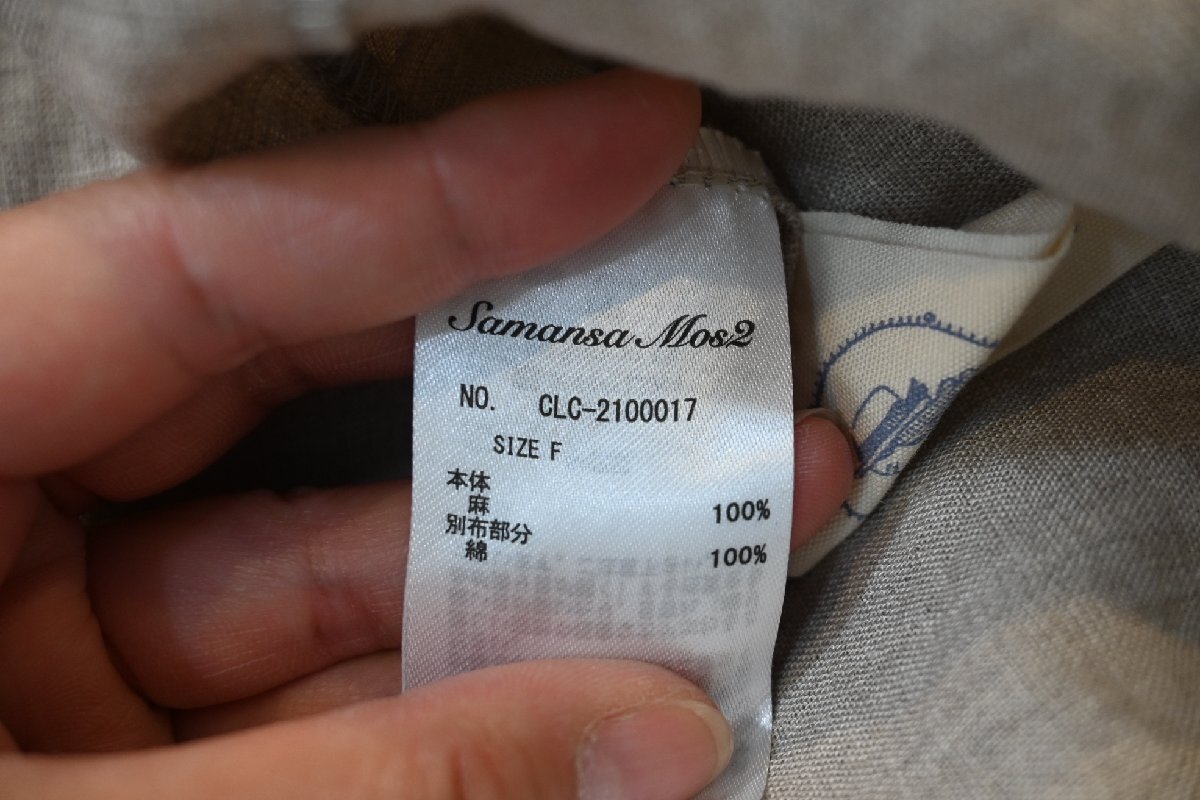 Samansa Mos2
NO. CLC-2100017
SIZE F
本体
麻 100%
別布部分
綿 100%